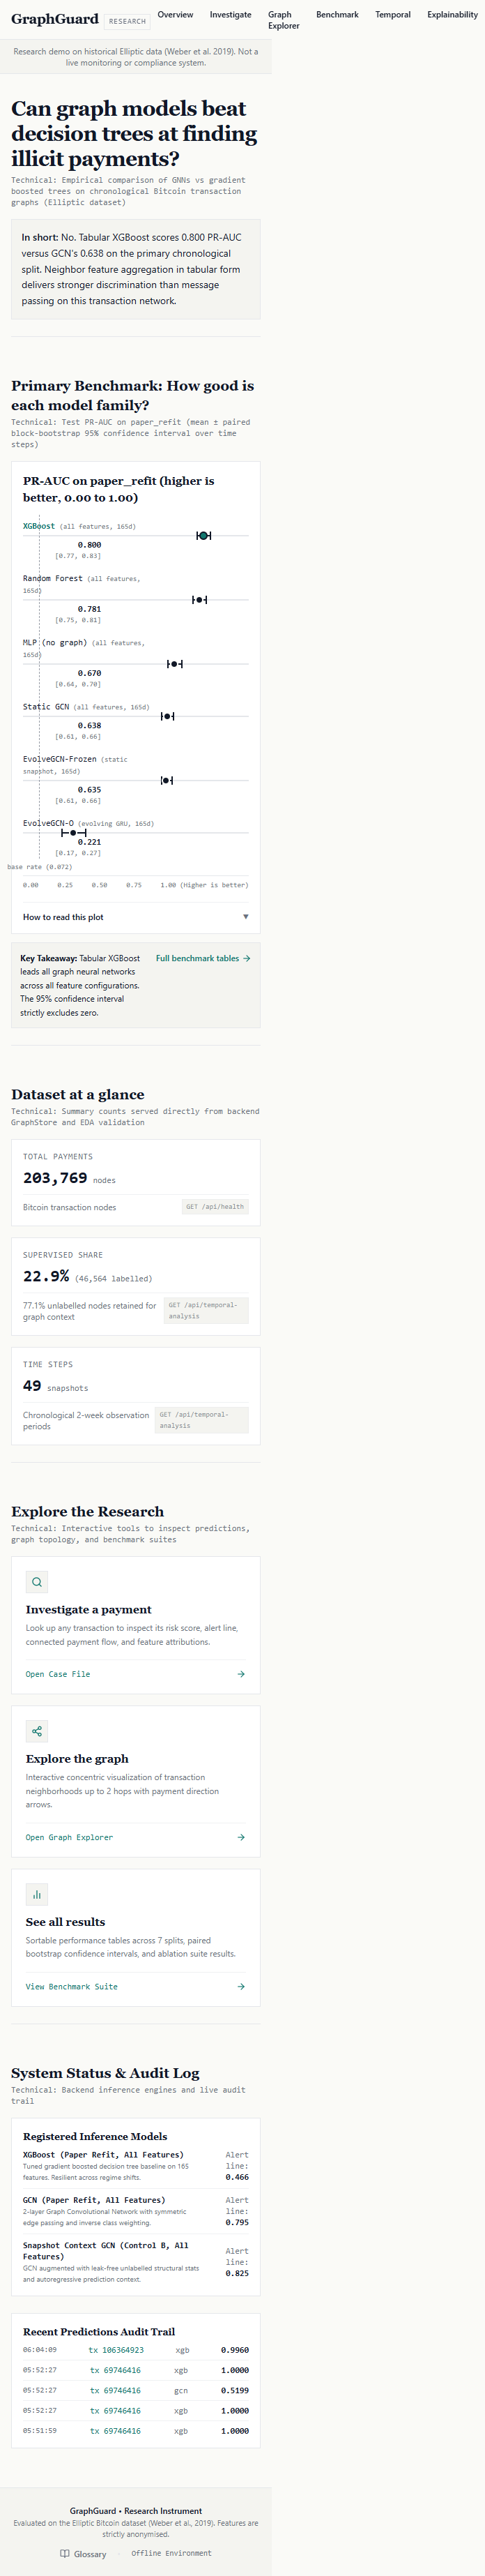 GraphGuard RESEARCH Overview Investigate Graph Explorer Benchmark Temporal Explainability
Research demo on historical Elliptic data (Weber et al. 2019). Not a
live monitoring or compliance system.
Can graph models beat
decision trees at finding
illicit payments?
Technical: Empirical comparison of GNNs vs gradient
boosted trees on chronological Bitcoin transaction
graphs (Elliptic dataset)
In short: No. Tabular XGBoost scores 0.800 PR-AUC
versus GCN's 0.638 on the primary chronological
split. Neighbor feature aggregation in tabular form
delivers stronger discrimination than message
passing on this transaction network.
Primary Benchmark: How good is
each model family?
Technical: Test PR-AUC on paper_refit (mean ± paired
block-bootstrap 95% confidence interval over time
steps)
PR-AUC on paper_refit (higher is
better, 0.00 to 1.00)
XGBoost (all features, 165d)
0.800
[0.77, 0.83]
Random Forest (all features,
165d)
0.781
[0.75, 0.81]
MLP (no graph) (all features,
165d)
0.670
[0.64, 0.70]
Static GCN (all features, 165d)
0.638
[0.61, 0.66]
EvolveGCN-Frozen (static
snapshot, 165d)
0.635
[0.61, 0.66]
EvolveGCN-O (evolving GRU, 165d)
0.221
[0.17, 0.27]
base rate (0.072)
0.00 0.25 0.50 0.75 1.00 (Higher is better)
How to read this plot ▼
Key Takeaway: Tabular XGBoost
leads all graph neural networks
across all feature configurations.
The 95% confidence interval
strictly excludes zero.
Full benchmark tables →
Dataset at a glance
Technical: Summary counts served directly from backend
GraphStore and EDA validation
TOTAL PAYMENTS
203,769 nodes
Bitcoin transaction nodes GET /api/health
SUPERVISED SHARE
22.9% (46,564 labelled)
77.1% unlabelled nodes retained for
graph context
GET /api/temporal-
analysis
TIME STEPS
49 snapshots
Chronological 2-week observation
periods
GET /api/temporal-
analysis
Explore the Research
Technical: Interactive tools to inspect predictions,
graph topology, and benchmark suites
Investigate a payment
Look up any transaction to inspect its risk score, alert line,
connected payment flow, and feature attributions.
Open Case File →
Explore the graph
Interactive concentric visualization of transaction
neighborhoods up to 2 hops with payment direction
arrows.
Open Graph Explorer →
See all results
Sortable performance tables across 7 splits, paired
bootstrap confidence intervals, and ablation suite results.
View Benchmark Suite →
System Status & Audit Log
Technical: Backend inference engines and live audit
trail
Registered Inference Models
XGBoost (Paper Refit, All Features)
Tuned gradient boosted decision tree baseline on 165
features. Resilient across regime shifts.
Alert
line:
0.466
GCN (Paper Refit, All Features)
2-layer Graph Convolutional Network with symmetric
edge passing and inverse class weighting.
Alert
line:
0.795
Snapshot Context GCN (Control B, All
Features)
GCN augmented with leak-free unlabelled structural stats
and autoregressive prediction context.
Alert
line:
0.825
Recent Predictions Audit Trail
06:04:09 tx 106364923 xgb 0.9960
05:52:27 tx 69746416 xgb 1.0000
05:52:27 tx 69746416 gcn 0.5199
05:52:27 tx 69746416 xgb 1.0000
05:51:59 tx 69746416 xgb 1.0000
GraphGuard • Research Instrument
Evaluated on the Elliptic Bitcoin dataset (Weber et al., 2019). Features are
strictly anonymised.
Glossary · Offline Environment